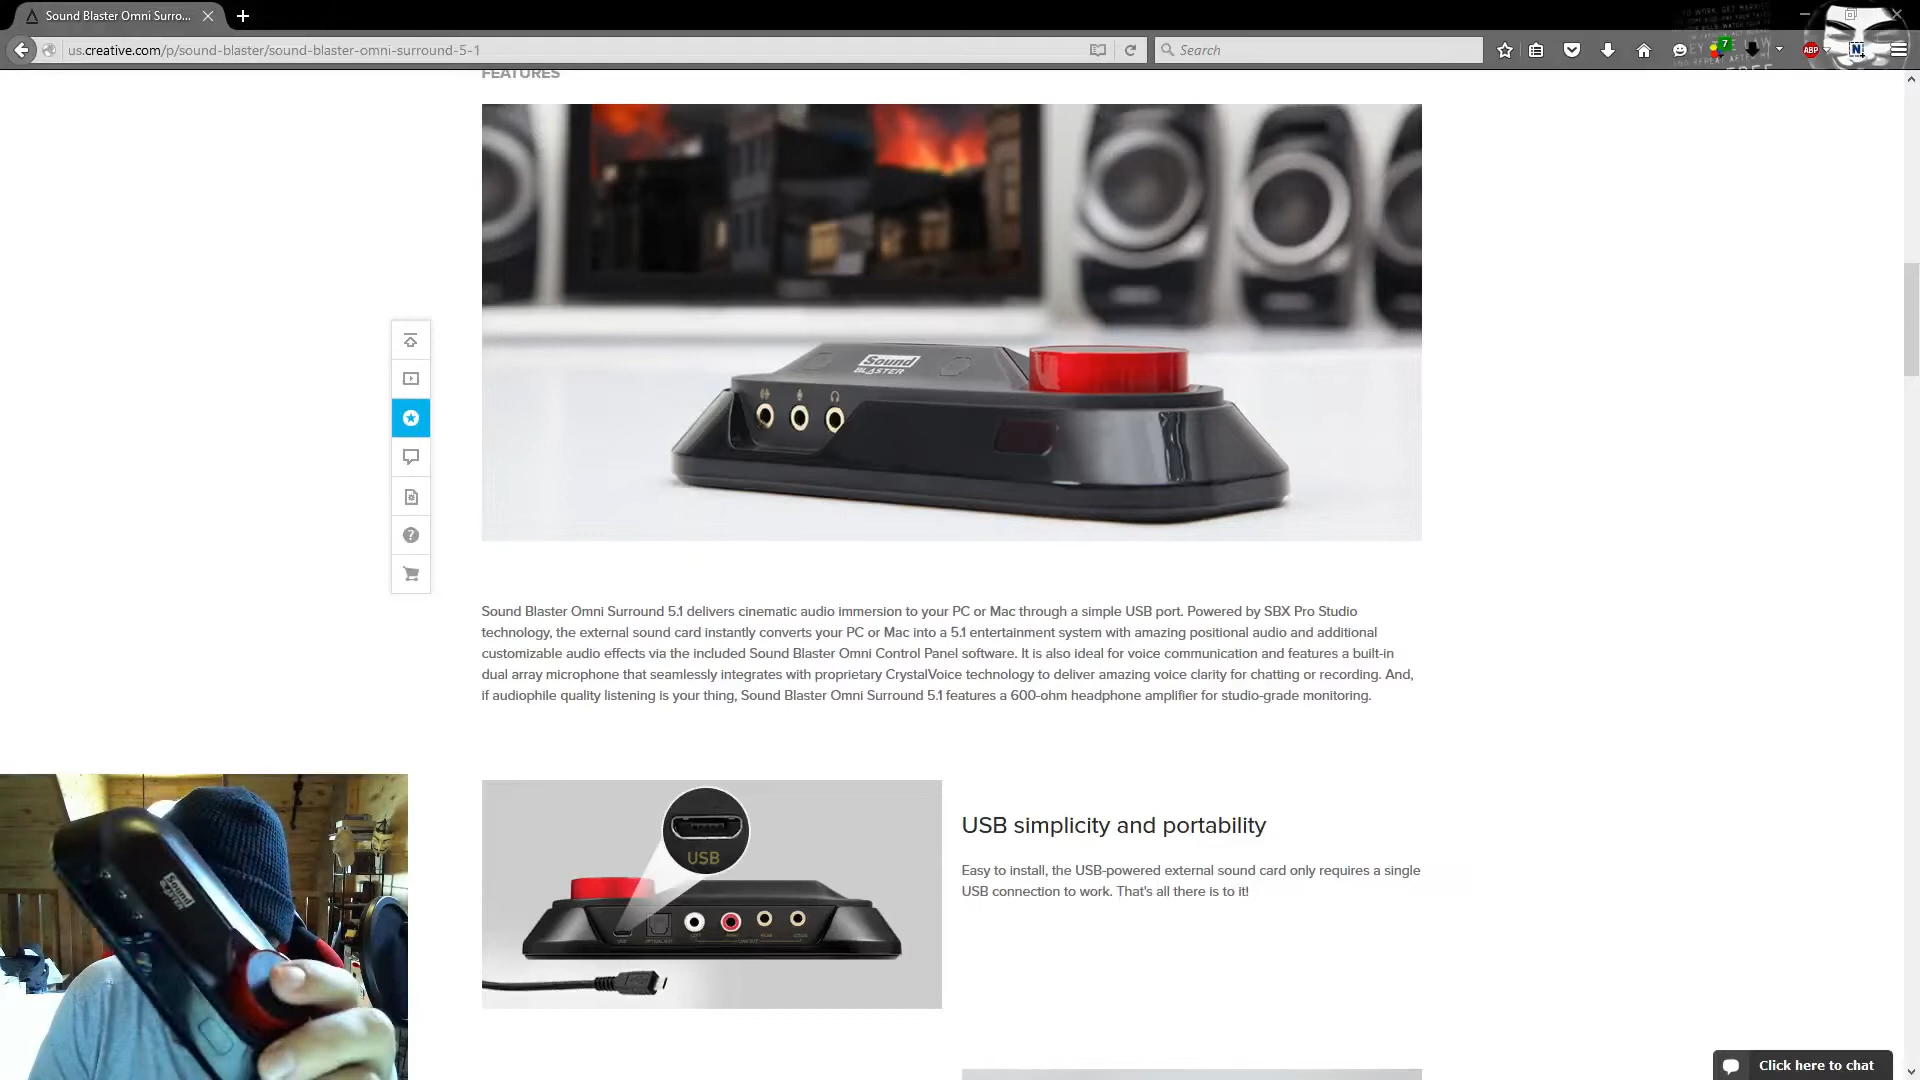 Sound Blaster Omni Surro...
us.creative.com/p/sound-blaster/sound-blaster-omni-surround-5-1
Search
7
ABP
N
FEATURES
Sound
BLASTER
Sound Blaster Omni Surround 5.1 delivers cinematic audio immersion to your PC or Mac through a simple USB port. Powered by SBX Pro Studio
technology, the external sound card instantly converts your PC or Mac into a 5.1 entertainment system with amazing positional audio and additional
customizable audio effects via the included Sound Blaster Omni Control Panel software. It is also ideal for voice communication and features a built-in
dual array microphone that seamlessly integrates with proprietary CrystalVoice technology to deliver amazing voice clarity for chatting or recording. And,
if audiophile quality listening is your thing, Sound Blaster Omni Surround 5.1 features a 600-ohm headphone amplifier for studio-grade monitoring.
USB
USB simplicity and portability
Easy to install, the USB-powered external sound card only requires a single
USB connection to work. That's all there is to it!
Sound
BLASTER
Click here to chat